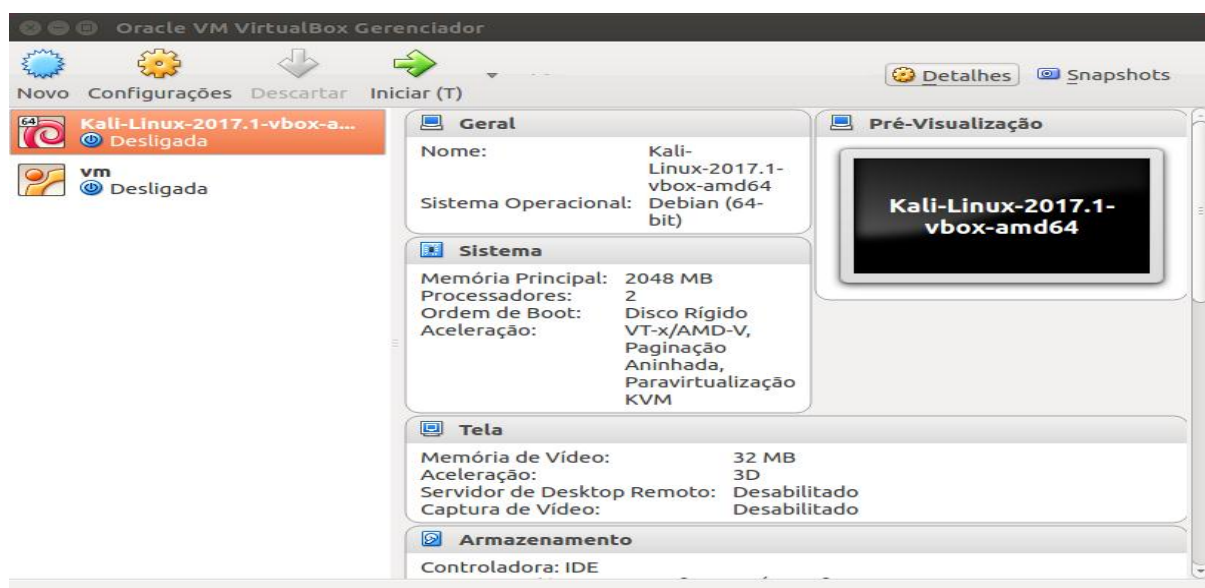 Oracle VM VirtualBox Gerenciador
Novo Configurações Descartar Iniciar (T)
Detalhes Snapshots
64 Kali-Linux-2017.1-vbox-a...
Desligada
vm
Desligada
Geral
Nome: Kali-
Linux-2017.1-
vbox-amd64
Sistema Operacional: Debian (64-
bit)
Pré-Visualização
Kali-Linux-2017.1-
vbox-amd64
Sistema
Memória Principal: 2048 MB
Processadores: 2
Ordem de Boot: Disco Rígido
Aceleração: VT-x/AMD-V,
Paginação
Aninhada,
Paravirtualização
KVM
Tela
Memória de Vídeo: 32 MB
Aceleração: 3D
Servidor de Desktop Remoto: Desabilitado
Captura de Vídeo: Desabilitado
Armazenamento
Controladora: IDE